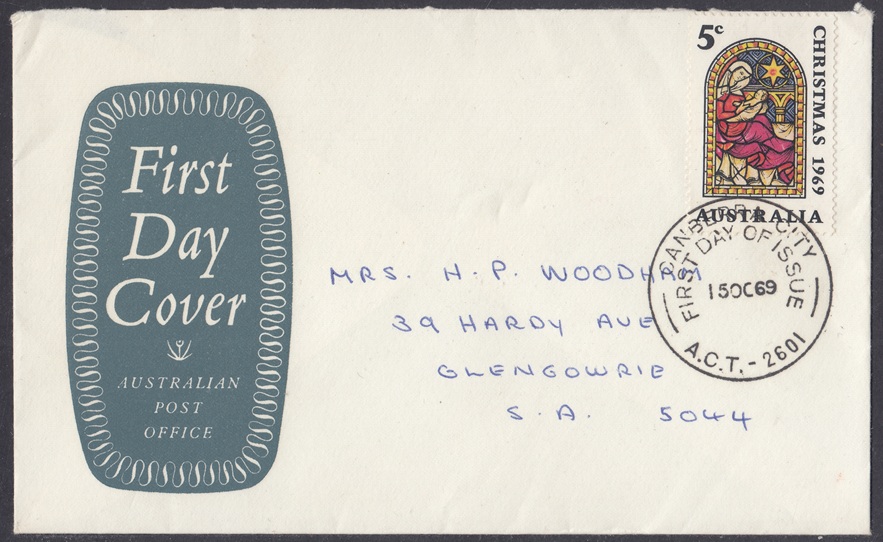 First
Day
Cover
AUSTRALIAN
POST
OFFICE
5c
CHRISTMAS 1969
AUSTRALIA
CANBERRA CITY
FIRST DAY OF ISSUE
15OC69
A.C.T. - 2601
MRS. H. P. WOODHAM
39 HARDY AVE
GLENGOWRIE
S. A. 5044